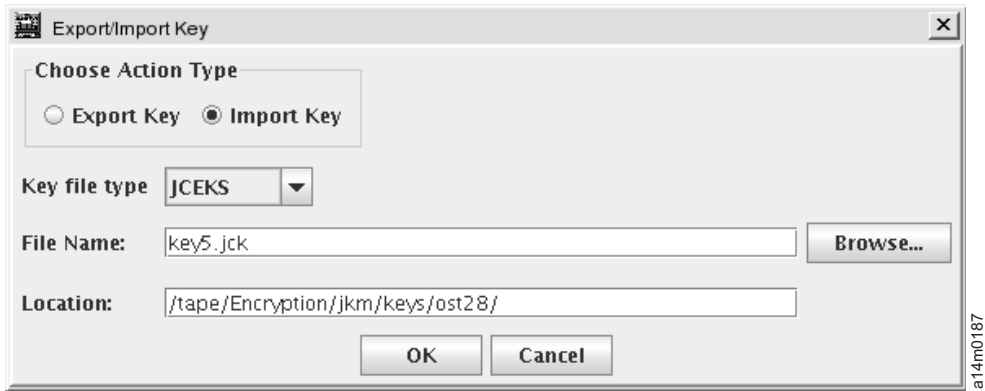 Export/Import Key
Choose Action Type
Export Key Import Key
Key file type JCEKS
File Name: key5.jck Browse...
Location: /tape/Encryption/jkm/keys/ost28/
OK Cancel
a14m0187